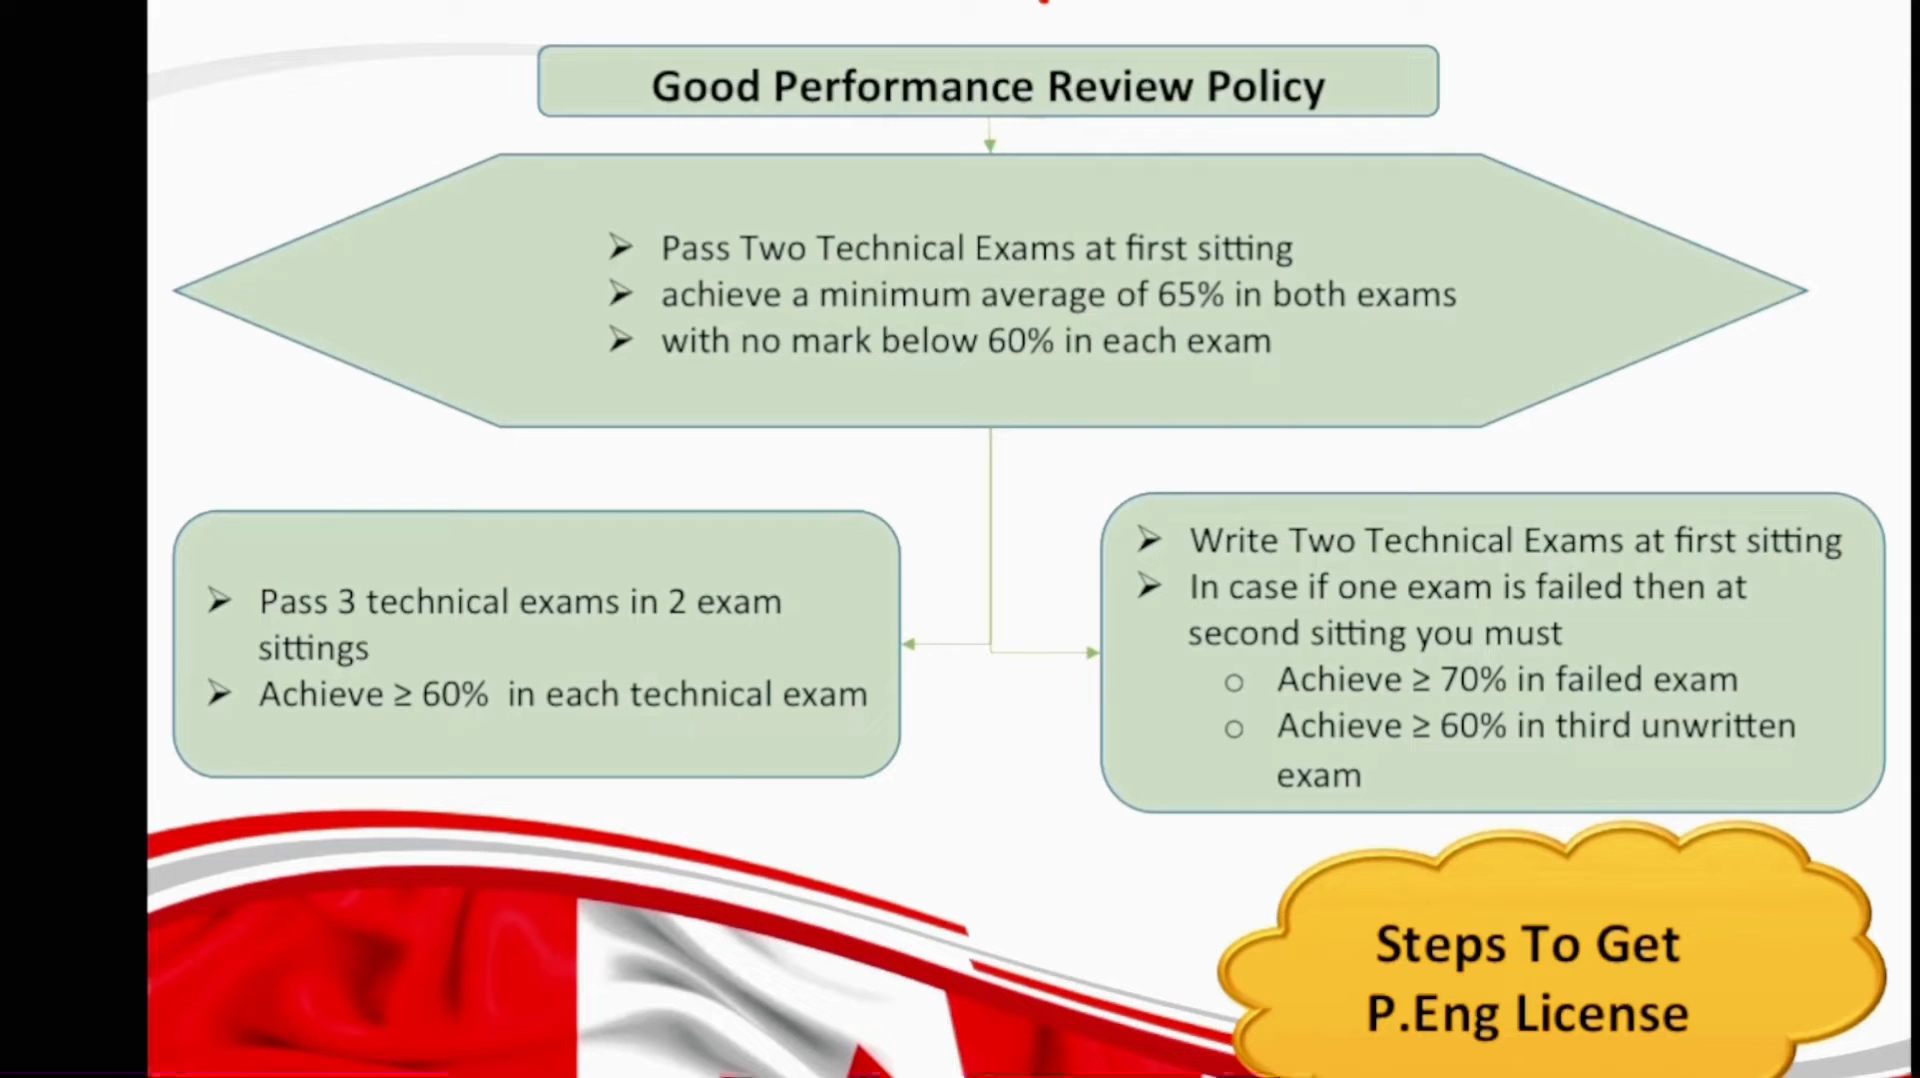 Good Performance Review Policy
➢ Pass Two Technical Exams at first sitting
➢ achieve a minimum average of 65% in both exams
➢ with no mark below 60% in each exam
➢ Pass 3 technical exams in 2 exam
sittings
➢ Achieve ≥ 60% in each technical exam
➢ Write Two Technical Exams at first sitting
➢ In case if one exam is failed then at
second sitting you must
o Achieve ≥ 70% in failed exam
o Achieve ≥ 60% in third unwritten
exam
Steps To Get
P.Eng License